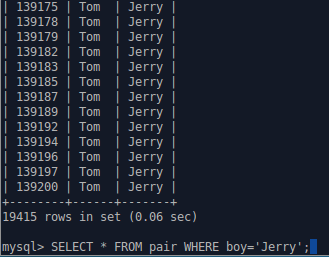 | 139175 | Tom | Jerry |
| 139178 | Tom | Jerry |
| 139179 | Tom | Jerry |
| 139182 | Tom | Jerry |
| 139183 | Tom | Jerry |
| 139185 | Tom | Jerry |
| 139187 | Tom | Jerry |
| 139189 | Tom | Jerry |
| 139192 | Tom | Jerry |
| 139194 | Tom | Jerry |
| 139196 | Tom | Jerry |
| 139197 | Tom | Jerry |
| 139200 | Tom | Jerry |
+--------+------+-------+
19415 rows in set (0.06 sec)
mysql> SELECT * FROM pair WHERE boy='Jerry';